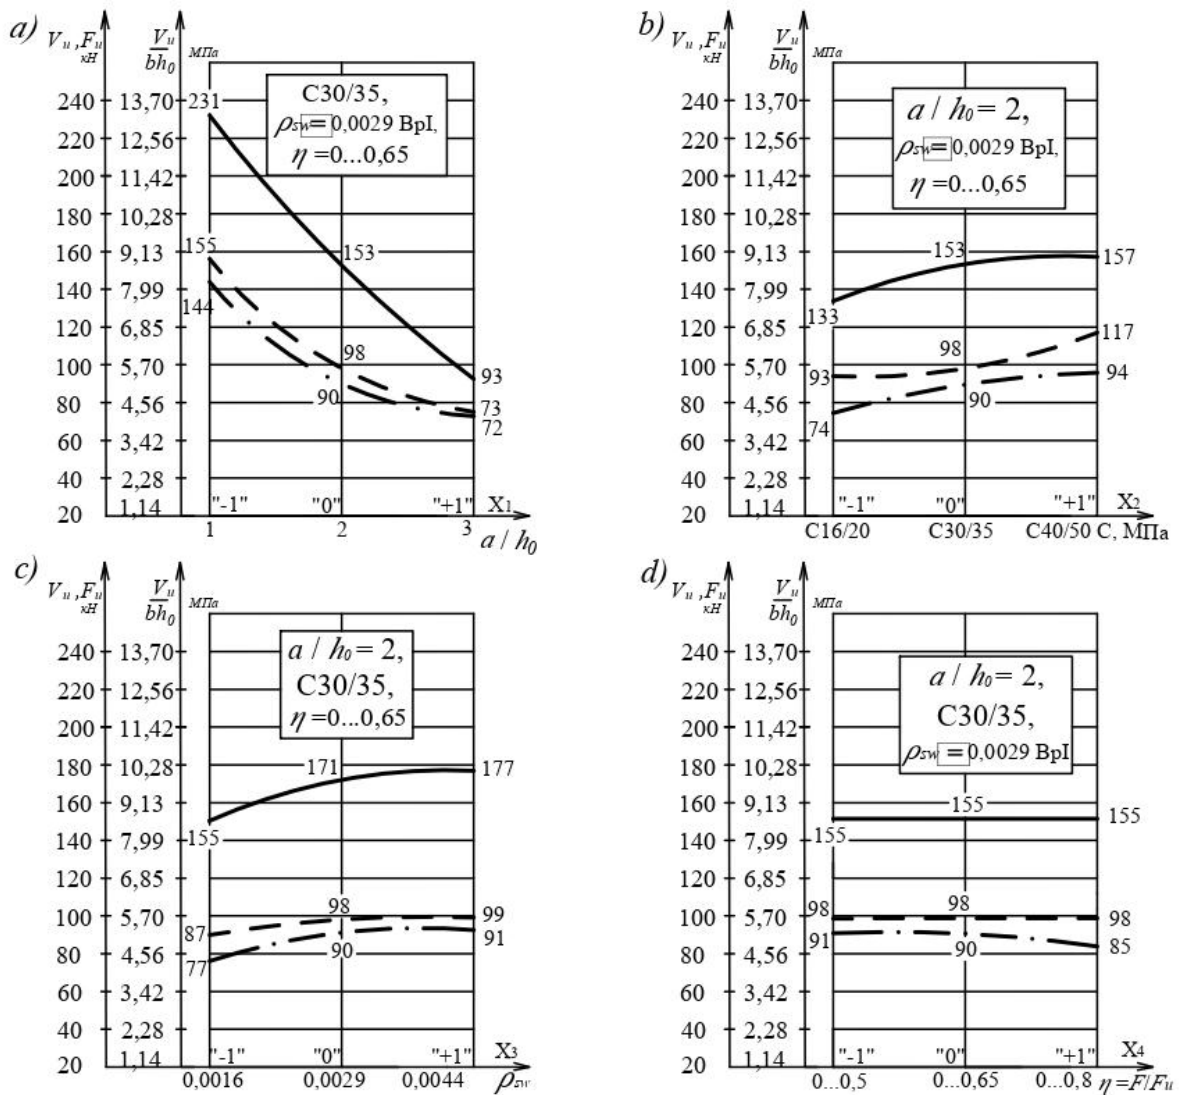 a)
Vu ,Fu
кН
Vu
bh0
МПа
240 13,70
220 12,56
200 11,42
180 10,28
160 9,13
140 7,99
120 6,85
100 5,70
80 4,56
60 3,42
40 2,28
20 1,14
C30/35,
ρsw= 0,0029 BpI,
η =0...0,65
231
155
144
153
98
90
93
73
72
"-1" "0" "+1" X1
1 2 3
a / h0
b)
Vu ,Fu
кН
Vu
bh0
МПа
240 13,70
220 12,56
200 11,42
180 10,28
160 9,13
140 7,99
120 6,85
100 5,70
80 4,56
60 3,42
40 2,28
20 1,14
a / h0= 2,
ρsw= 0,0029 BpI,
η =0...0,65
153
157
133
117
98
93
94
90
74
"-1" "0" "+1" X2
C16/20 C30/35 C40/50 C, МПа
c)
Vu ,Fu
кН
Vu
bh0
МПа
240 13,70
220 12,56
200 11,42
180 10,28
160 9,13
140 7,99
120 6,85
100 5,70
80 4,56
60 3,42
40 2,28
20 1,14
a / h0= 2,
C30/35,
η =0...0,65
171
177
155
98
99
87
91
90
77
"-1" "0" "+1" X3
0,0016 0,0029 0,0044 ρsw
d)
Vu ,Fu
кН
Vu
bh0
МПа
240 13,70
220 12,56
200 11,42
180 10,28
160 9,13
140 7,99
120 6,85
100 5,70
80 4,56
60 3,42
40 2,28
20 1,14
a / h0= 2,
C30/35,
ρsw = 0,0029 BpI
155
155
155
98
98
98
91
90
85
"-1" "0" "+1" X4
0...0,5 0...0,65 0...0,8 η =F/Fu